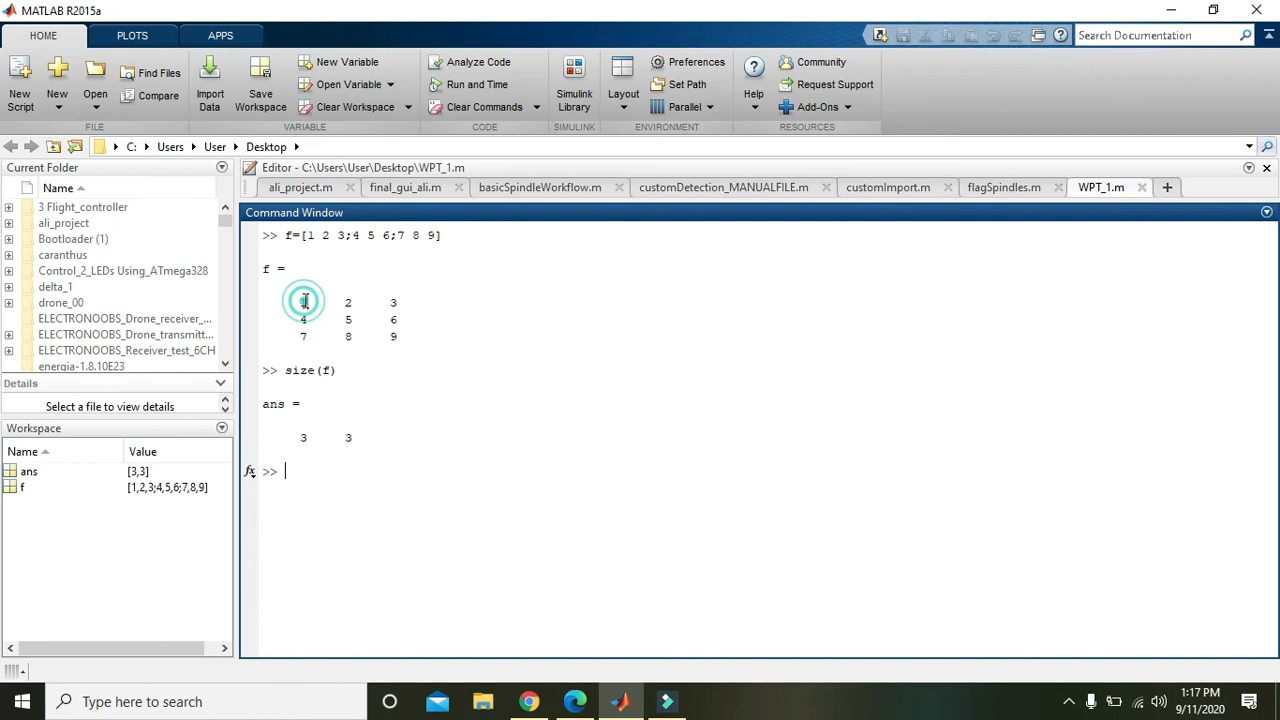 MATLAB R2015a
HOME PLOTS APPS
Search Documentation
New Script
New
Open
Find Files
Compare
Import Data
Save Workspace
New Variable
Open Variable
Clear Workspace
Analyze Code
Run and Time
Clear Commands
Simulink Library
Layout
Preferences
Set Path
Parallel
Help
Community
Request Support
Add-Ons
FILE VARIABLE CODE SIMULINK ENVIRONMENT RESOURCES
C: Users User Desktop
Current Folder
Name
3 Flight_controller
ali_project
Bootloader (1)
caranthus
Control_2_LEDs Using_ATmega328
delta_1
drone_00
ELECTRONOOBS_Drone_receiver_...
ELECTRONOOBS_Drone_transmitt...
ELECTRONOOBS_Receiver_test_6CH
energia-1.8.10E23
Details
Select a file to view details
Workspace
Name Value
ans [3,3]
f [1,2,3;4,5,6;7,8,9]
Editor - C:\Users\User\Desktop\WPT_1.m
ali_project.m final_gui_ali.m basicSpindleWorkflow.m customDetection_MANUALFILE.m customImport.m flagSpindles.m WPT_1.m
Command Window
>> f=[1 2 3;4 5 6;7 8 9]
f =
2 3
4 5 6
7 8 9
>> size(f)
ans =
3 3
fx >>
Type here to search
1:17 PM
9/11/2020